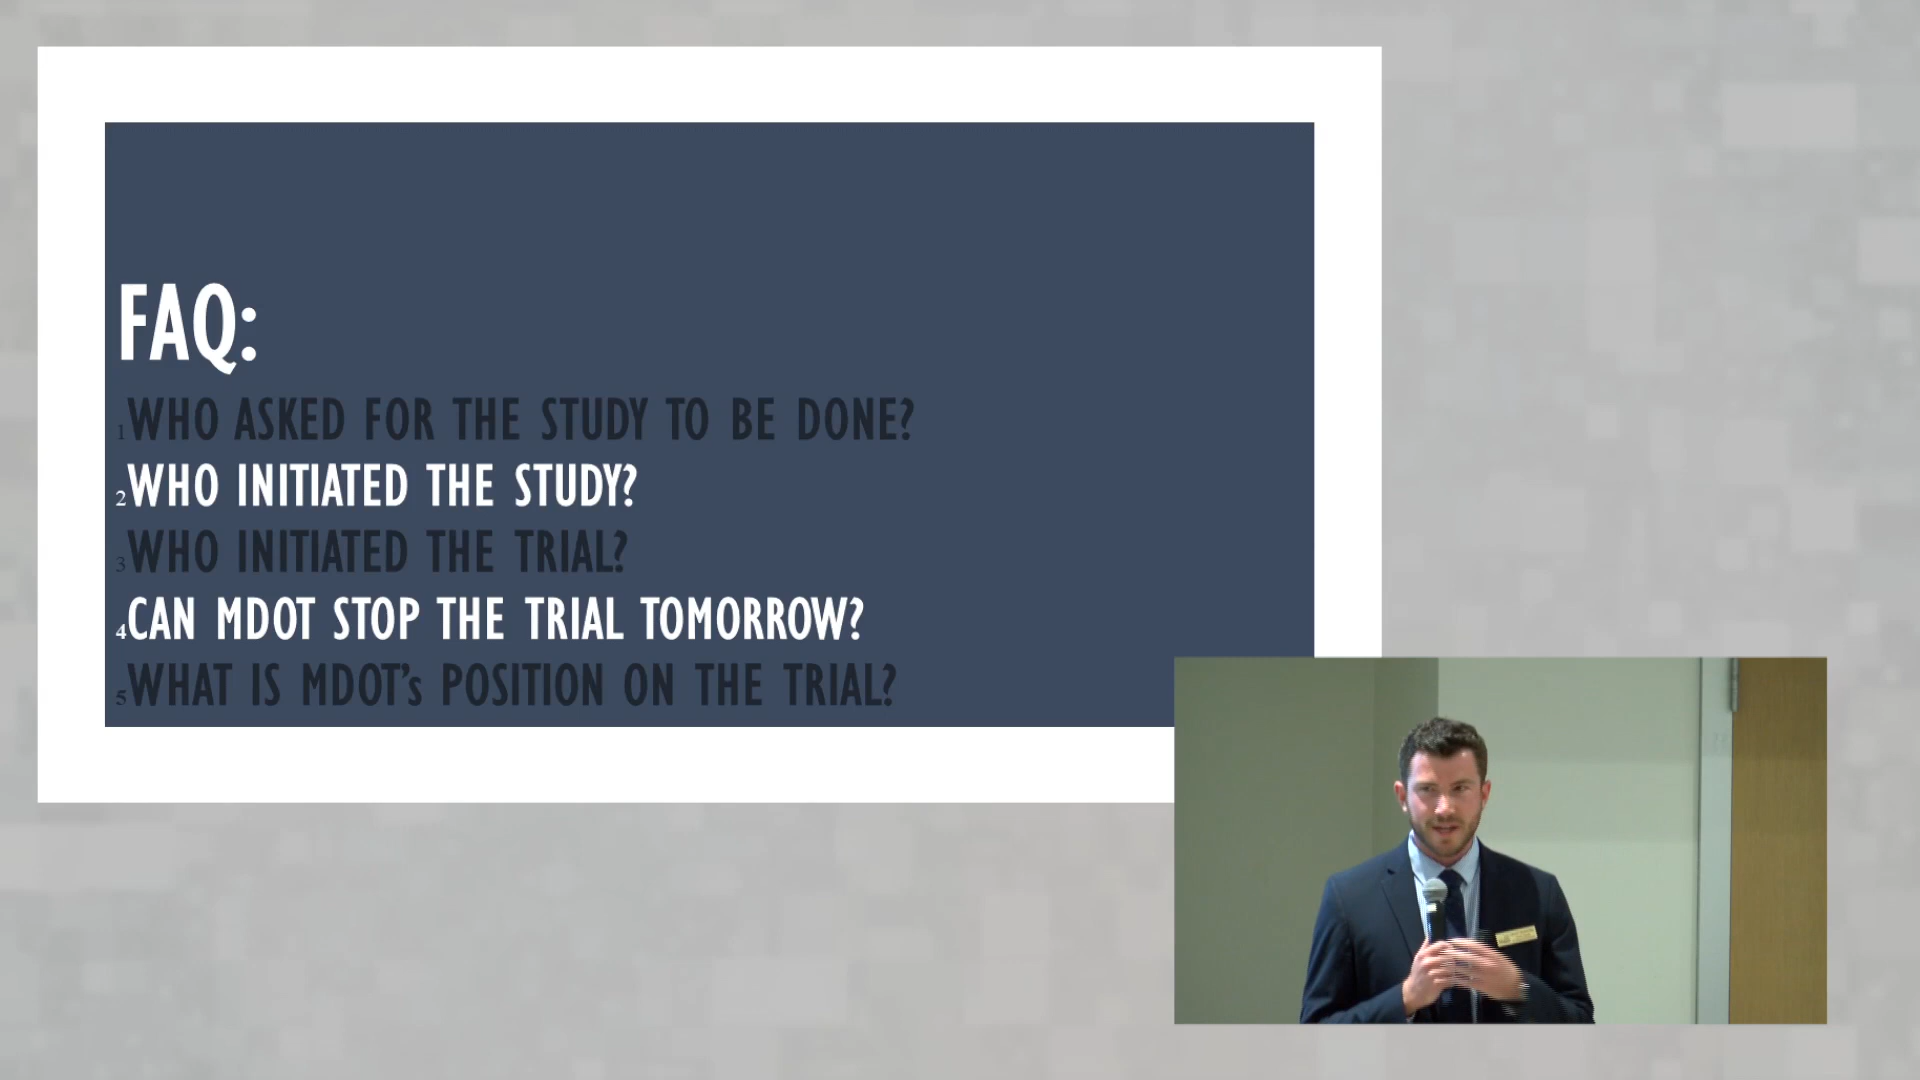 FAQ:
1WHO ASKED FOR THE STUDY TO BE DONE?
2WHO INITIATED THE STUDY?
3WHO INITIATED THE TRIAL?
4CAN MDOT STOP THE TRIAL TOMORROW?
5WHAT IS MDOT's POSITION ON THE TRIAL?